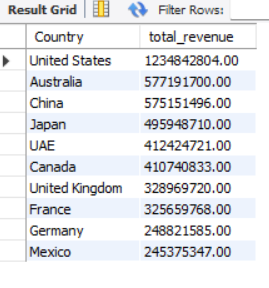 Result Grid Filter Rows:
Country total_revenue
United States 1234842804.00
Australia 577191700.00
China 575151496.00
Japan 495948710.00
UAE 412424721.00
Canada 410740833.00
United Kingdom 328969720.00
France 325659768.00
Germany 248821585.00
Mexico 245375347.00